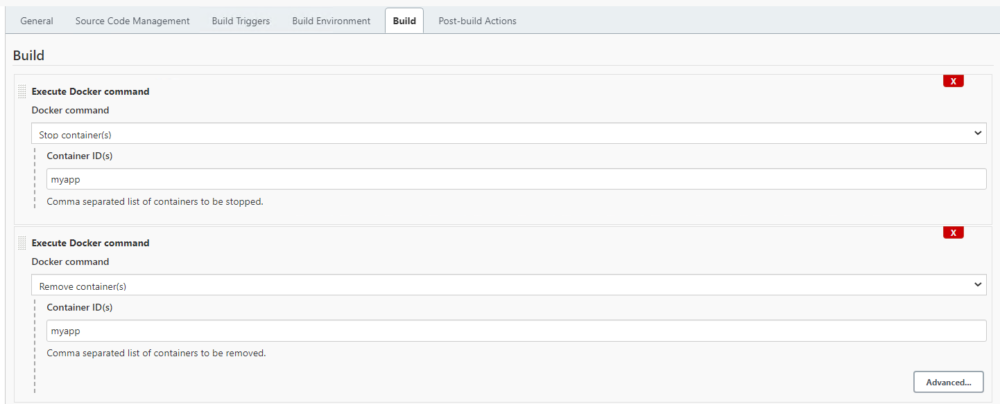 General Source Code Management Build Triggers Build Environment Build Post-build Actions
Build
X
Execute Docker command
Docker command
Stop container(s)
Container ID(s)
myapp
Comma separated list of containers to be stopped.
X
Execute Docker command
Docker command
Remove container(s)
Container ID(s)
myapp
Comma separated list of containers to be removed.
Advanced...